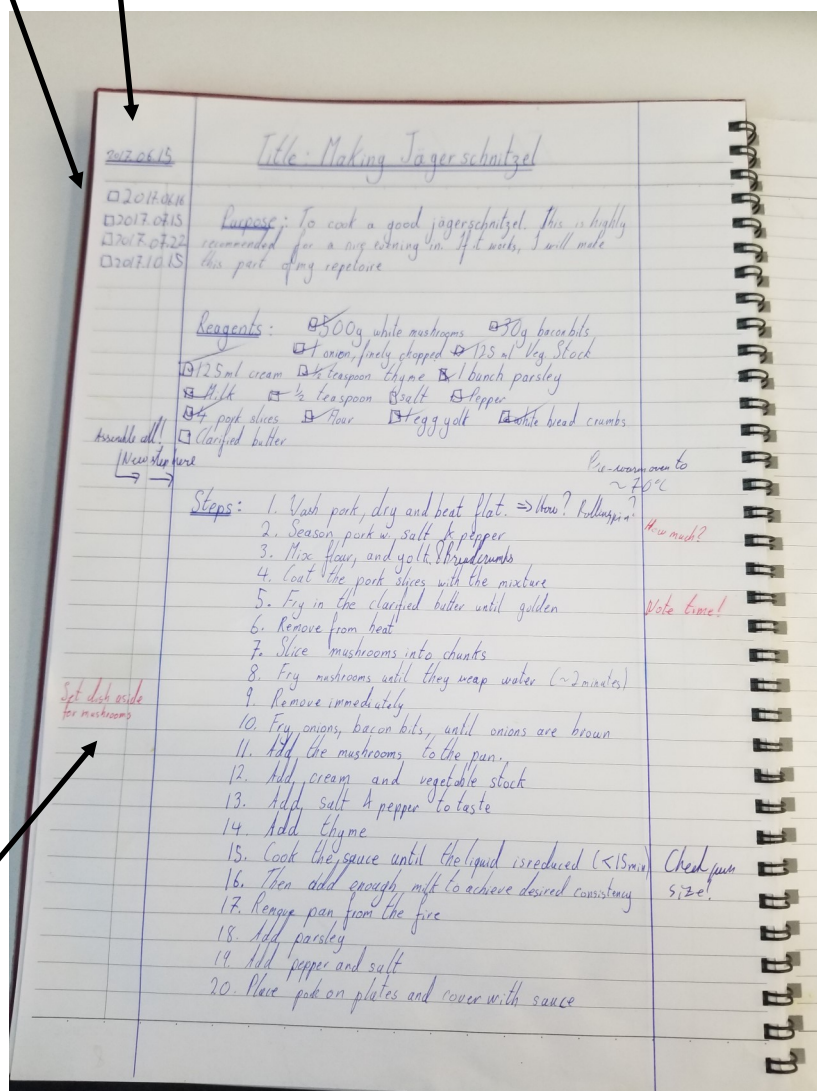 2017.06.15
Title: Making Jägerschnitzel
2017.06.16
2017.07.15
2017.07.22
2017.10.15
Purpose: To cook a good jägerschnitzel. This is highly
recommended for a nice evening in. If it works, I will make
this part of my repetoire
Reagents: 500g white mushrooms 30g bacon bits
1 onion, finely chopped 125 ml Veg. Stock
125ml cream ½ teaspoon thyme 1 bunch parsley
Milk ½ teaspoon salt Pepper
4 pork slices Flour 1 egg yolk white bread crumbs
Clarified butter
Assemble all!
New step here
Pre-warm oven to
~70°C
Steps: 1. Wash pork, dry and beat flat. => How? Rolling pin?
How much?
2. Season pork w. salt & pepper
3. Mix flour, and yolk, & breadcrumbs
4. Coat the pork slices with the mixture
5. Fry in the clarified butter until golden
Note time!
6. Remove from heat
7. Slice mushrooms into chunks
8. Fry mushrooms until they weap water (~2 minutes)
Set dish aside
for mushrooms
9. Remove immediately
10. Fry onions, bacon bits, until onions are brown
11. Add the mushrooms to the pan.
12. Add cream and vegetable stock
13. Add salt & pepper to taste
14. Add thyme
15. Cook the sauce until the liquid is reduced (<15min)
Check
size!
16. Then add enough milk to achieve desired consistency
17. Remove pan from the fire
18. Add parsley
19. Add pepper and salt
20. Place pork on plates and cover with sauce